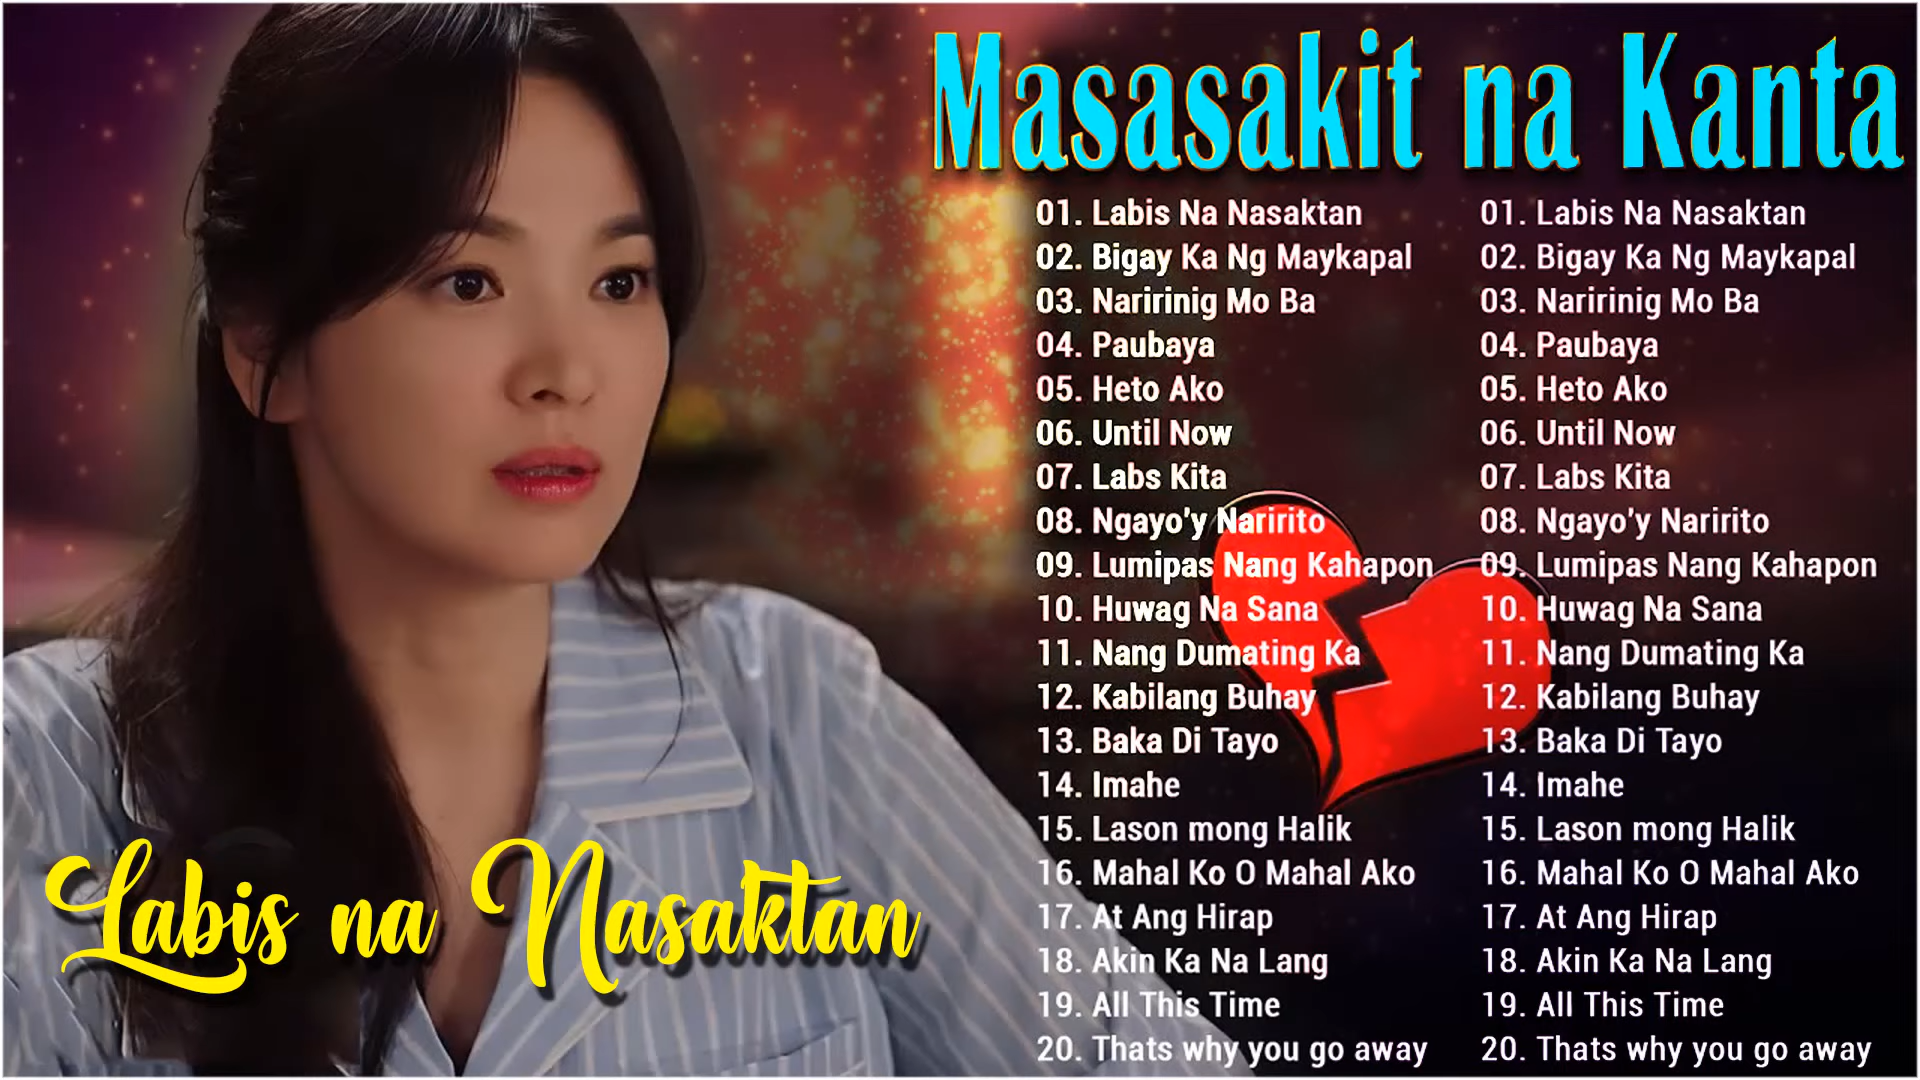 Masasakit na Kanta
01. Labis Na Nasaktan
02. Bigay Ka Ng Maykapal
03. Naririnig Mo Ba
04. Paubaya
05. Heto Ako
06. Until Now
07. Labs Kita
08. Ngayo'y Naririto
09. Lumipas Nang Kahapon
10. Huwag Na Sana
11. Nang Dumating Ka
12. Kabilang Buhay
13. Baka Di Tayo
14. Imahe
15. Lason mong Halik
16. Mahal Ko O Mahal Ako
17. At Ang Hirap
18. Akin Ka Na Lang
19. All This Time
20. Thats why you go away
01. Labis Na Nasaktan
02. Bigay Ka Ng Maykapal
03. Naririnig Mo Ba
04. Paubaya
05. Heto Ako
06. Until Now
07. Labs Kita
08. Ngayo'y Naririto
09. Lumipas Nang Kahapon
10. Huwag Na Sana
11. Nang Dumating Ka
12. Kabilang Buhay
13. Baka Di Tayo
14. Imahe
15. Lason mong Halik
16. Mahal Ko O Mahal Ako
17. At Ang Hirap
18. Akin Ka Na Lang
19. All This Time
20. Thats why you go away
Labis na Nasaktan